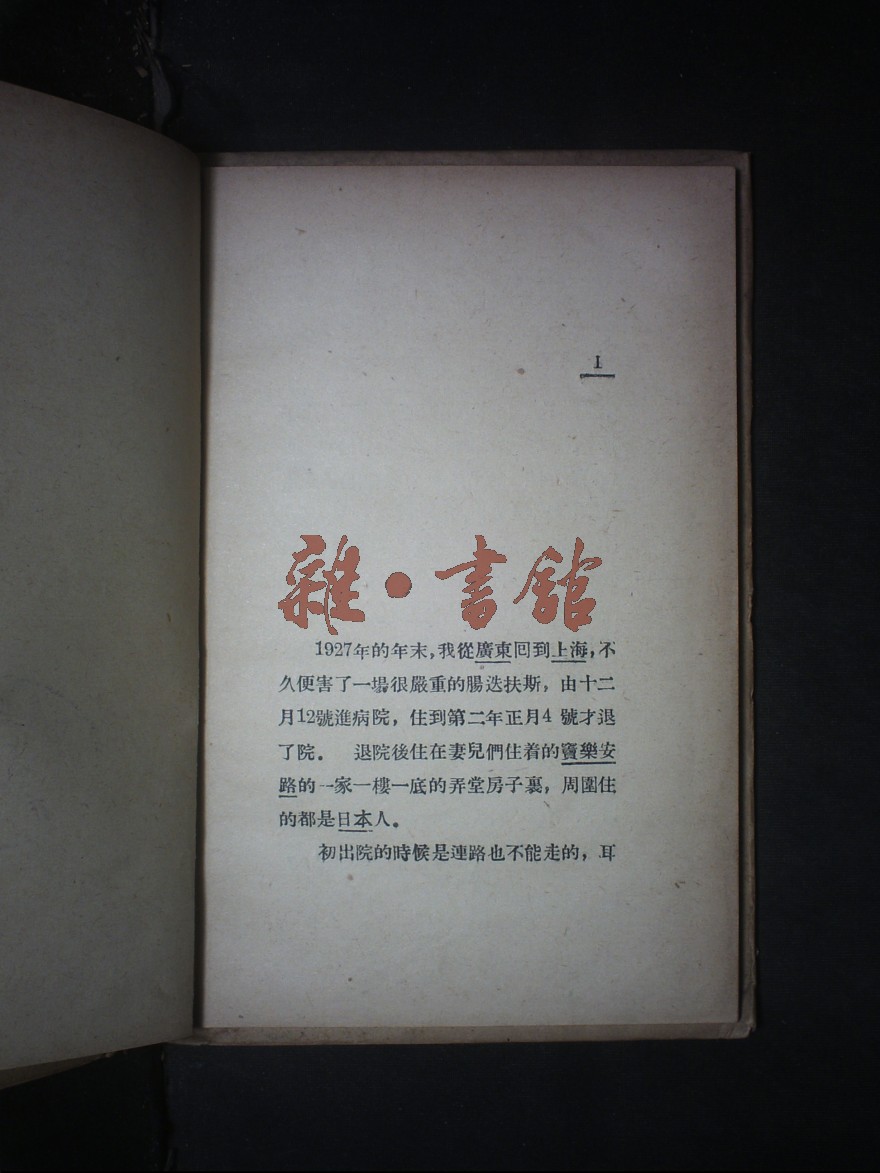 1
雜·書館
1927年的年末,我從廣東回到上海,不
久便害了一場很嚴重的腸迭扶斯,由十二
月12號進病院,住到第二年正月4 號才退
了院。 退院後住在妻兒們住着的竇樂安
路的一家一樓一底的弄堂房子裏,周圍住
的都是日本人。
初出院的時候是連路也不能走的,耳